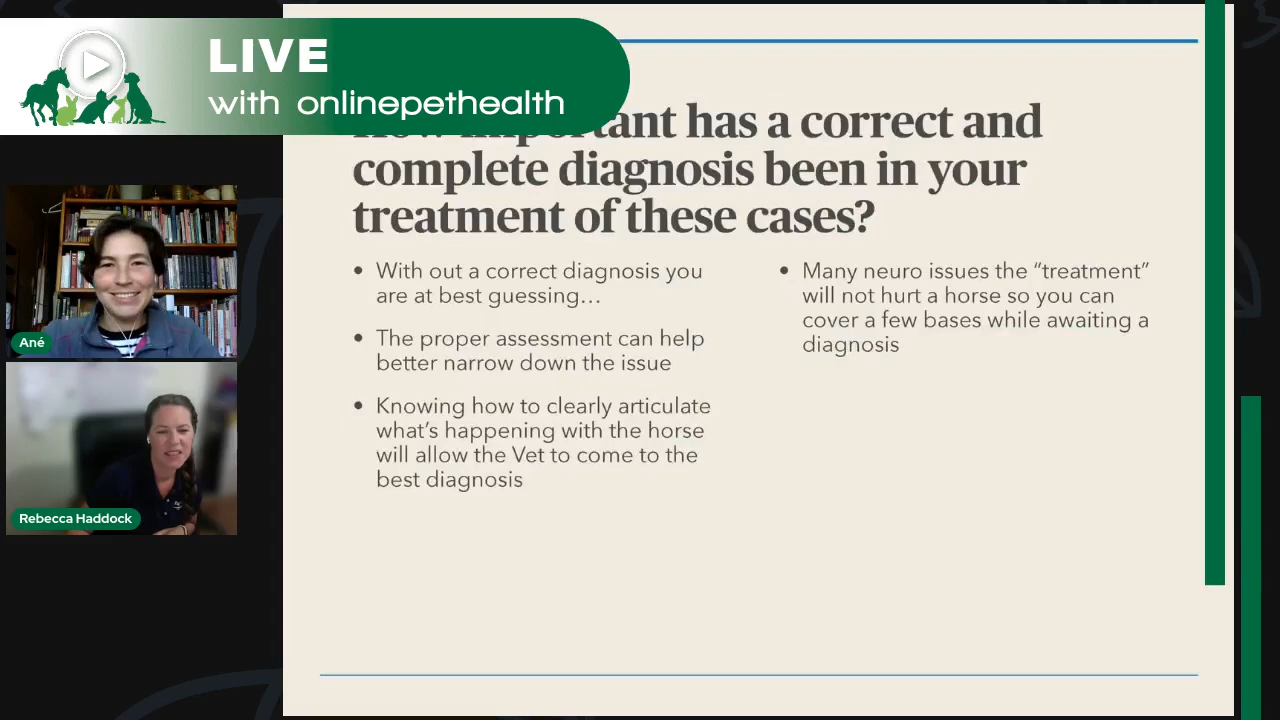 LIVE
with onlinepethealth
How important has a correct and
complete diagnosis been in your
treatment of these cases?
• With out a correct diagnosis you
are at best guessing…
• The proper assessment can help
better narrow down the issue
• Knowing how to clearly articulate
what’s happening with the horse
will allow the Vet to come to the
best diagnosis
• Many neuro issues the “treatment”
will not hurt a horse so you can
cover a few bases while awaiting a
diagnosis
Ané
Rebecca Haddock